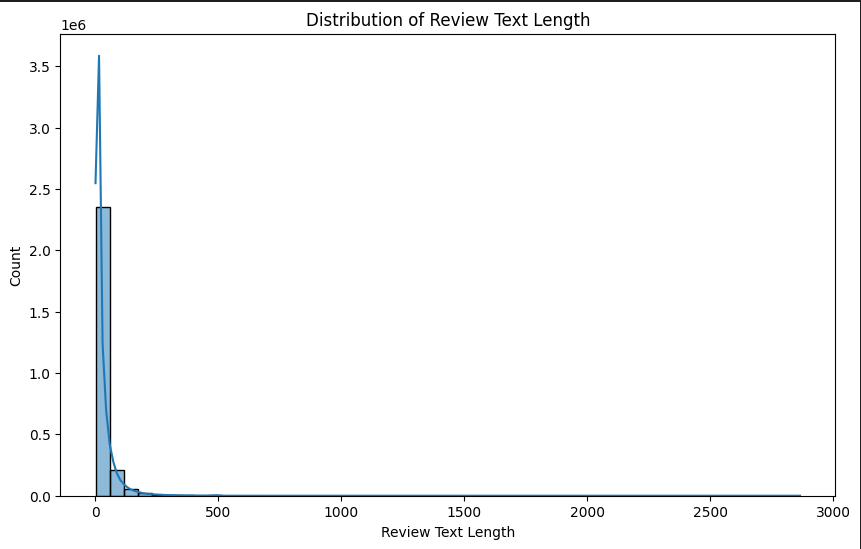 Distribution of Review Text Length
1e6
3.5
3.0
2.5
2.0
1.5
1.0
0.5
0.0
Count
0 500 1000 1500 2000 2500 3000
Review Text Length